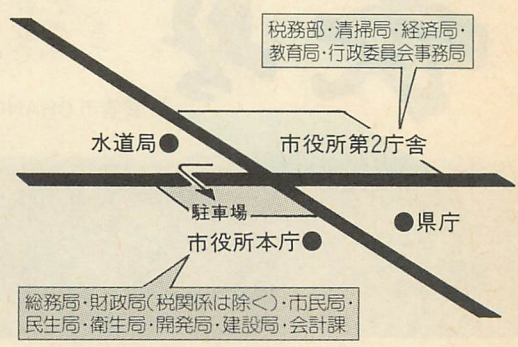 税務部・清掃局・経済局・
教育局・行政委員会事務局
水道局
市役所第2庁舎
駐車場
県庁
市役所本庁
総務局・財政局(税関係は除く)・市民局・
民生局・衛生局・開発局・建設局・会計課